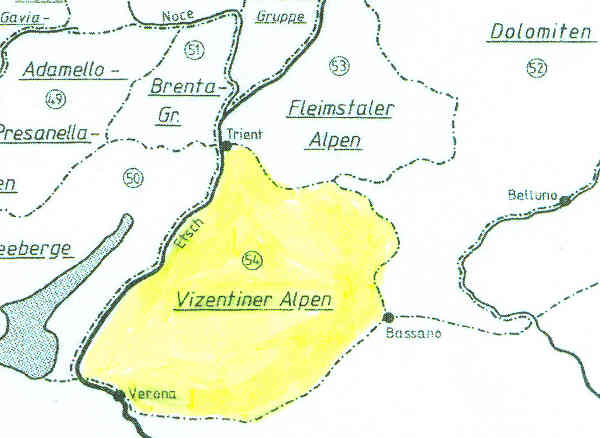 Gavia-
Noce
Gruppe
Dolomiten
52
51
53
Adamello-
Brenta-
49
Gr.
Fleimstaler
Presanella-
Trient
Alpen
50
en
Belluno
Etsch
eeberge
54
Vizentiner Alpen
Bassano
Verona